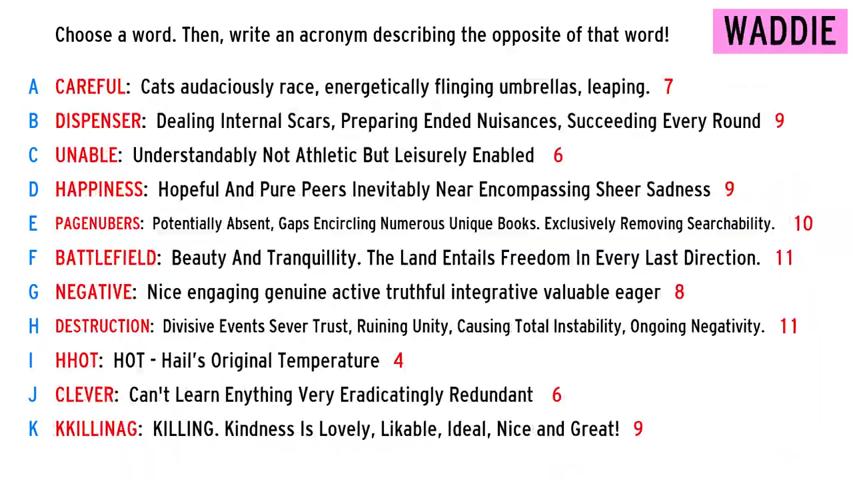 Choose a word. Then, write an acronym describing the opposite of that word!
WADDIE
A CAREFUL: Cats audaciously race, energetically flinging umbrellas, leaping. 7
B DISPENSER: Dealing Internal Scars, Preparing Ended Nuisances, Succeeding Every Round 9
C UNABLE: Understandably Not Athletic But Leisurely Enabled 6
D HAPPINESS: Hopeful And Pure Peers Inevitably Near Encompassing Sheer Sadness 9
E PAGENUBERS: Potentially Absent, Gaps Encircling Numerous Unique Books. Exclusively Removing Searchability. 10
F BATTLEFIELD: Beauty And Tranquillity. The Land Entails Freedom In Every Last Direction. 11
G NEGATIVE: Nice engaging genuine active truthful integrative valuable eager 8
H DESTRUCTION: Divisive Events Sever Trust, Ruining Unity, Causing Total Instability, Ongoing Negativity. 11
I HHOT: HOT - Hail's Original Temperature 4
J CLEVER: Can't Learn Enything Very Eradicatingly Redundant 6
K KKILLINAG: KILLING. Kindness Is Lovely, Likable, Ideal, Nice and Great! 9